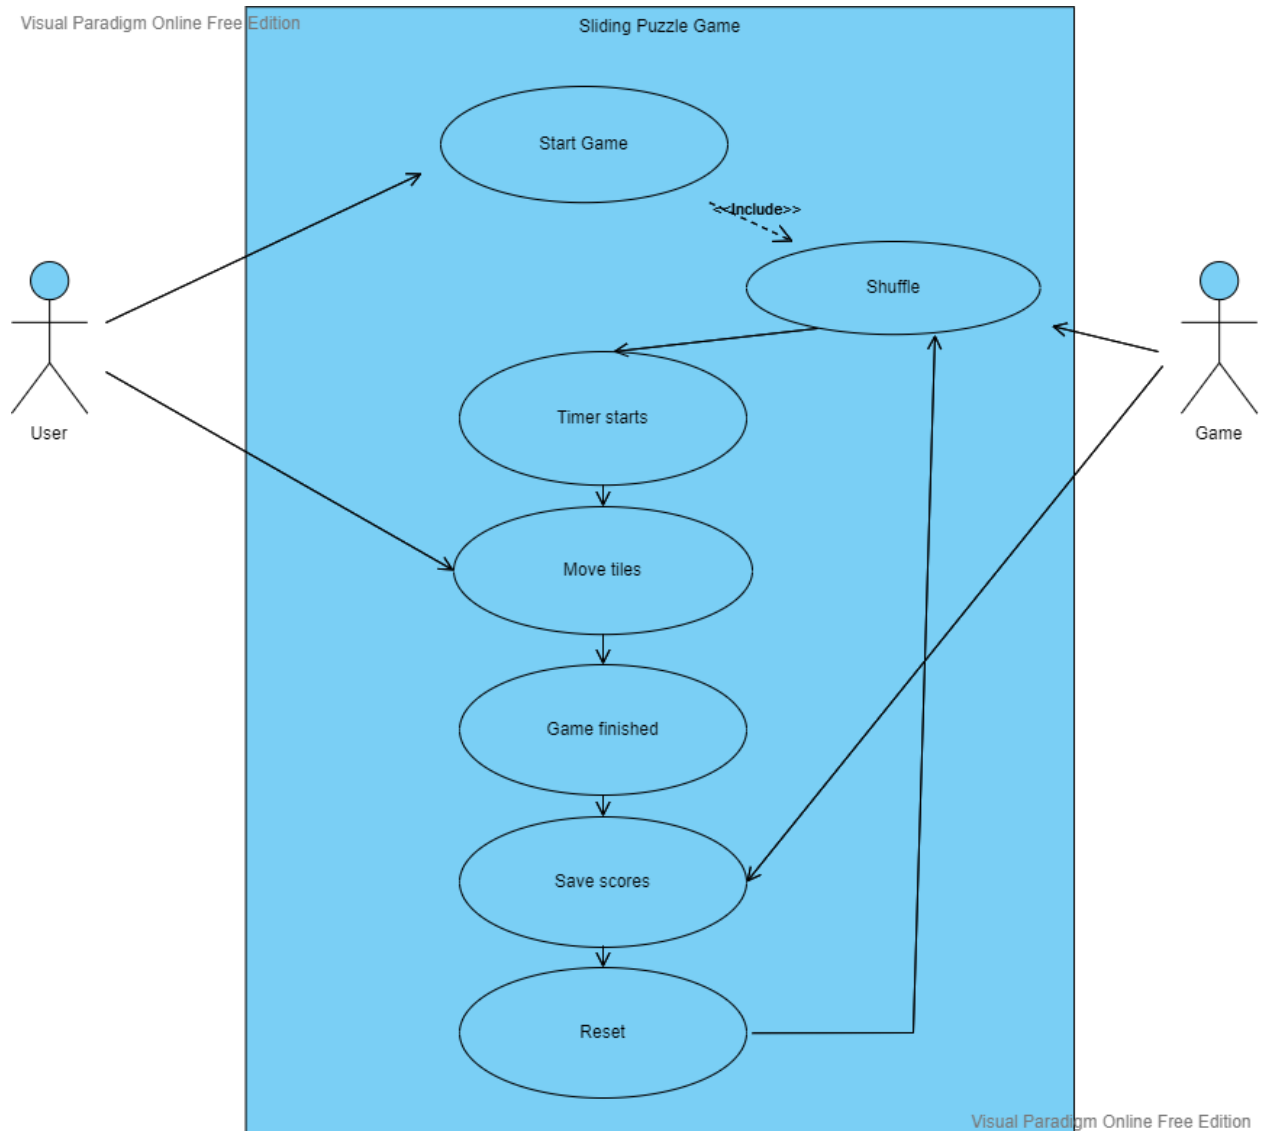 Visual Paradigm Online Free Edition
Sliding Puzzle Game
Start Game
<<Include>>
Shuffle
Timer starts
User
Game
Move tiles
Game finished
Save scores
Reset
Visual Paradigm Online Free Edition